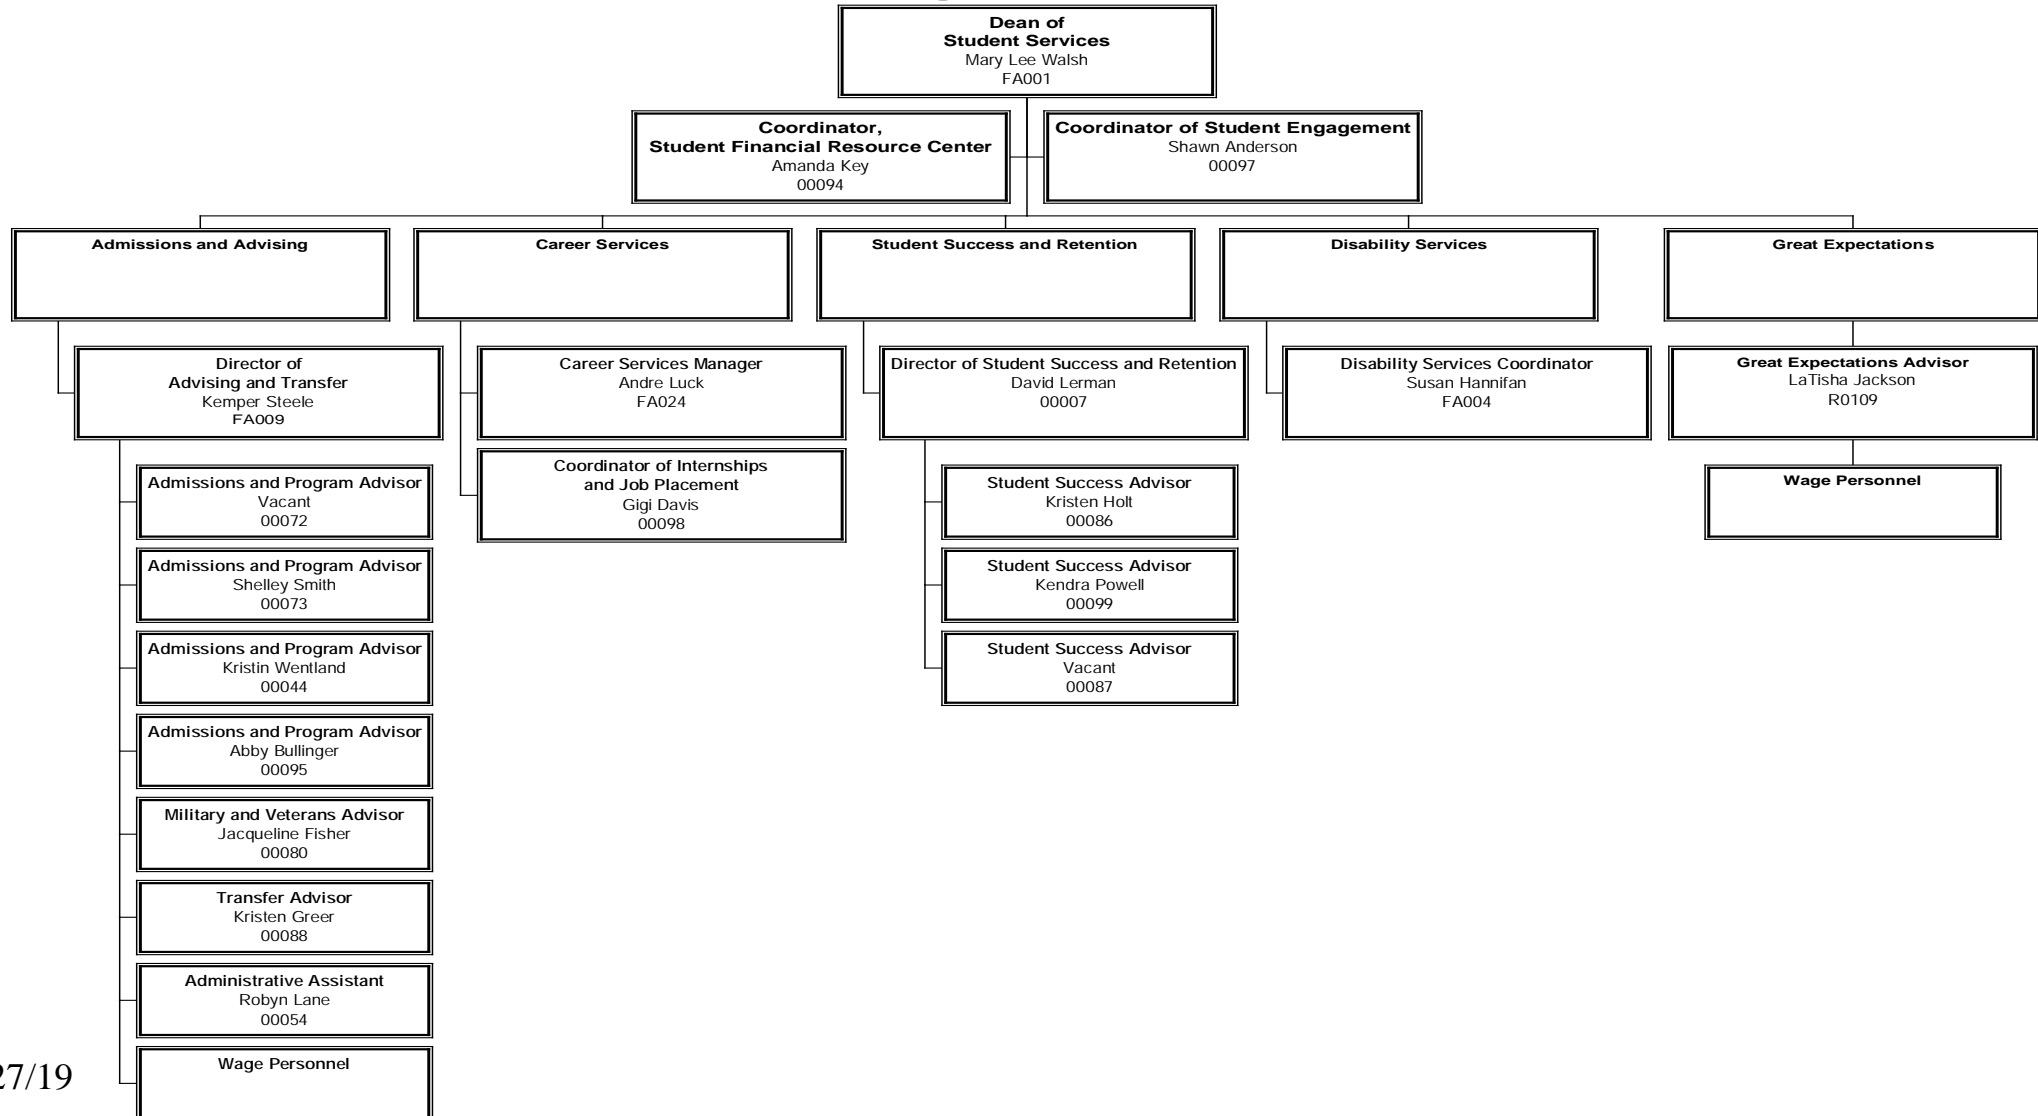 Dean of
Student Services
Mary Lee Walsh
FA001
Coordinator,
Student Financial Resource Center
Amanda Key
00094
Coordinator of Student Engagement
Shawn Anderson
00097
Admissions and Advising
Career Services
Student Success and Retention
Disability Services
Great Expectations
Director of
Advising and Transfer
Kemper Steele
FA009
Admissions and Program Advisor
Vacant
00072
Admissions and Program Advisor
Shelley Smith
00073
Admissions and Program Advisor
Kristin Wentland
00044
Admissions and Program Advisor
Abby Bullinger
00095
Military and Veterans Advisor
Jacqueline Fisher
00080
Transfer Advisor
Kristen Greer
00088
Administrative Assistant
Robyn Lane
00054
Wage Personnel
Career Services Manager
Andre Luck
FA024
Coordinator of Internships
and Job Placement
Gigi Davis
00098
Director of Student Success and Retention
David Lerman
00007
Student Success Advisor
Kristen Holt
00086
Student Success Advisor
Kendra Powell
00099
Student Success Advisor
Vacant
00087
Disability Services Coordinator
Susan Hannifan
FA004
Great Expectations Advisor
LaTisha Jackson
R0109
Wage Personnel
27/19